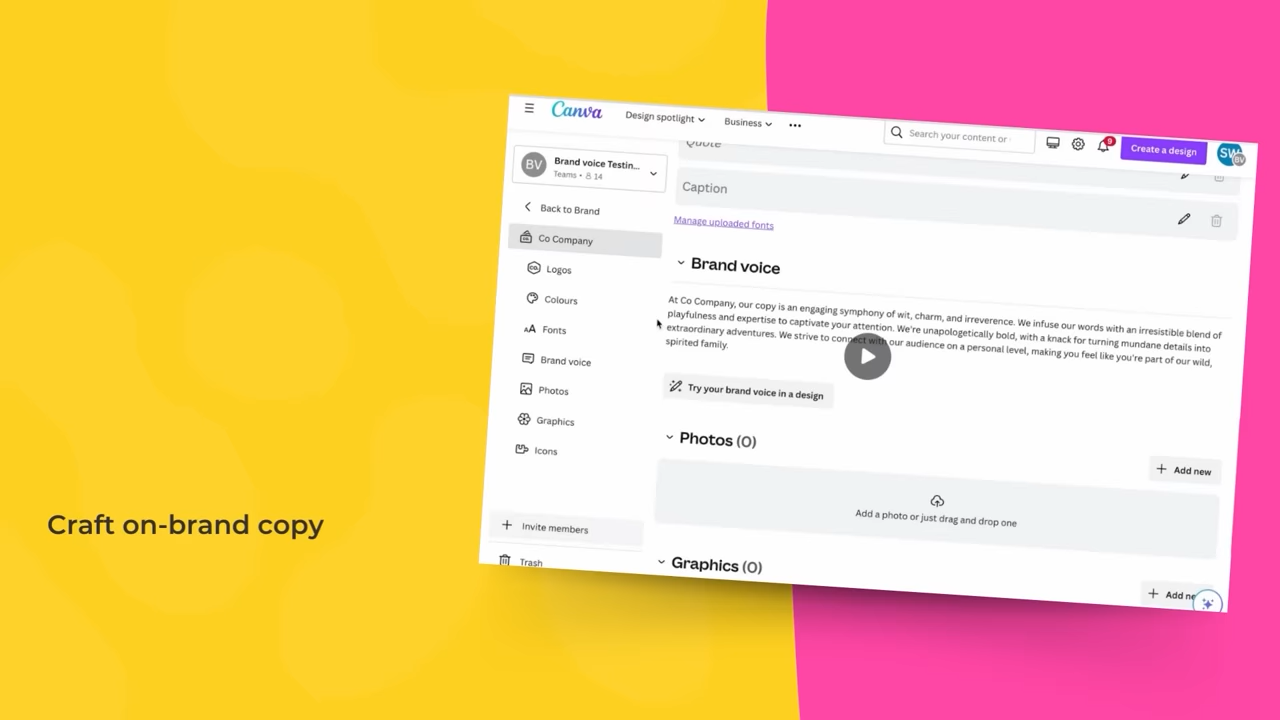 Canva
Design spotlight
Business
Search your content or
9
Create a design
SW
BV
BV
Brand voice Testin...
Teams • 14
Back to Brand
Co Company
Logos
Colours
Fonts
Brand voice
Photos
Graphics
Icons
Invite members
Trash
Quote
Caption
Manage uploaded fonts
Brand voice
At Co Company, our copy is an engaging symphony of wit, charm, and irreverence. We infuse our words with an irresistible blend of
playfulness and expertise to captivate your attention. We're unapologetically bold, with a knack for turning mundane details into
extraordinary adventures. We strive to connect with our audience on a personal level, making you feel like you're part of our wild,
spirited family.
Try your brand voice in a design
Photos (0)
Add new
Add a photo or just drag and drop one
Graphics (0)
Add ne
Craft on-brand copy